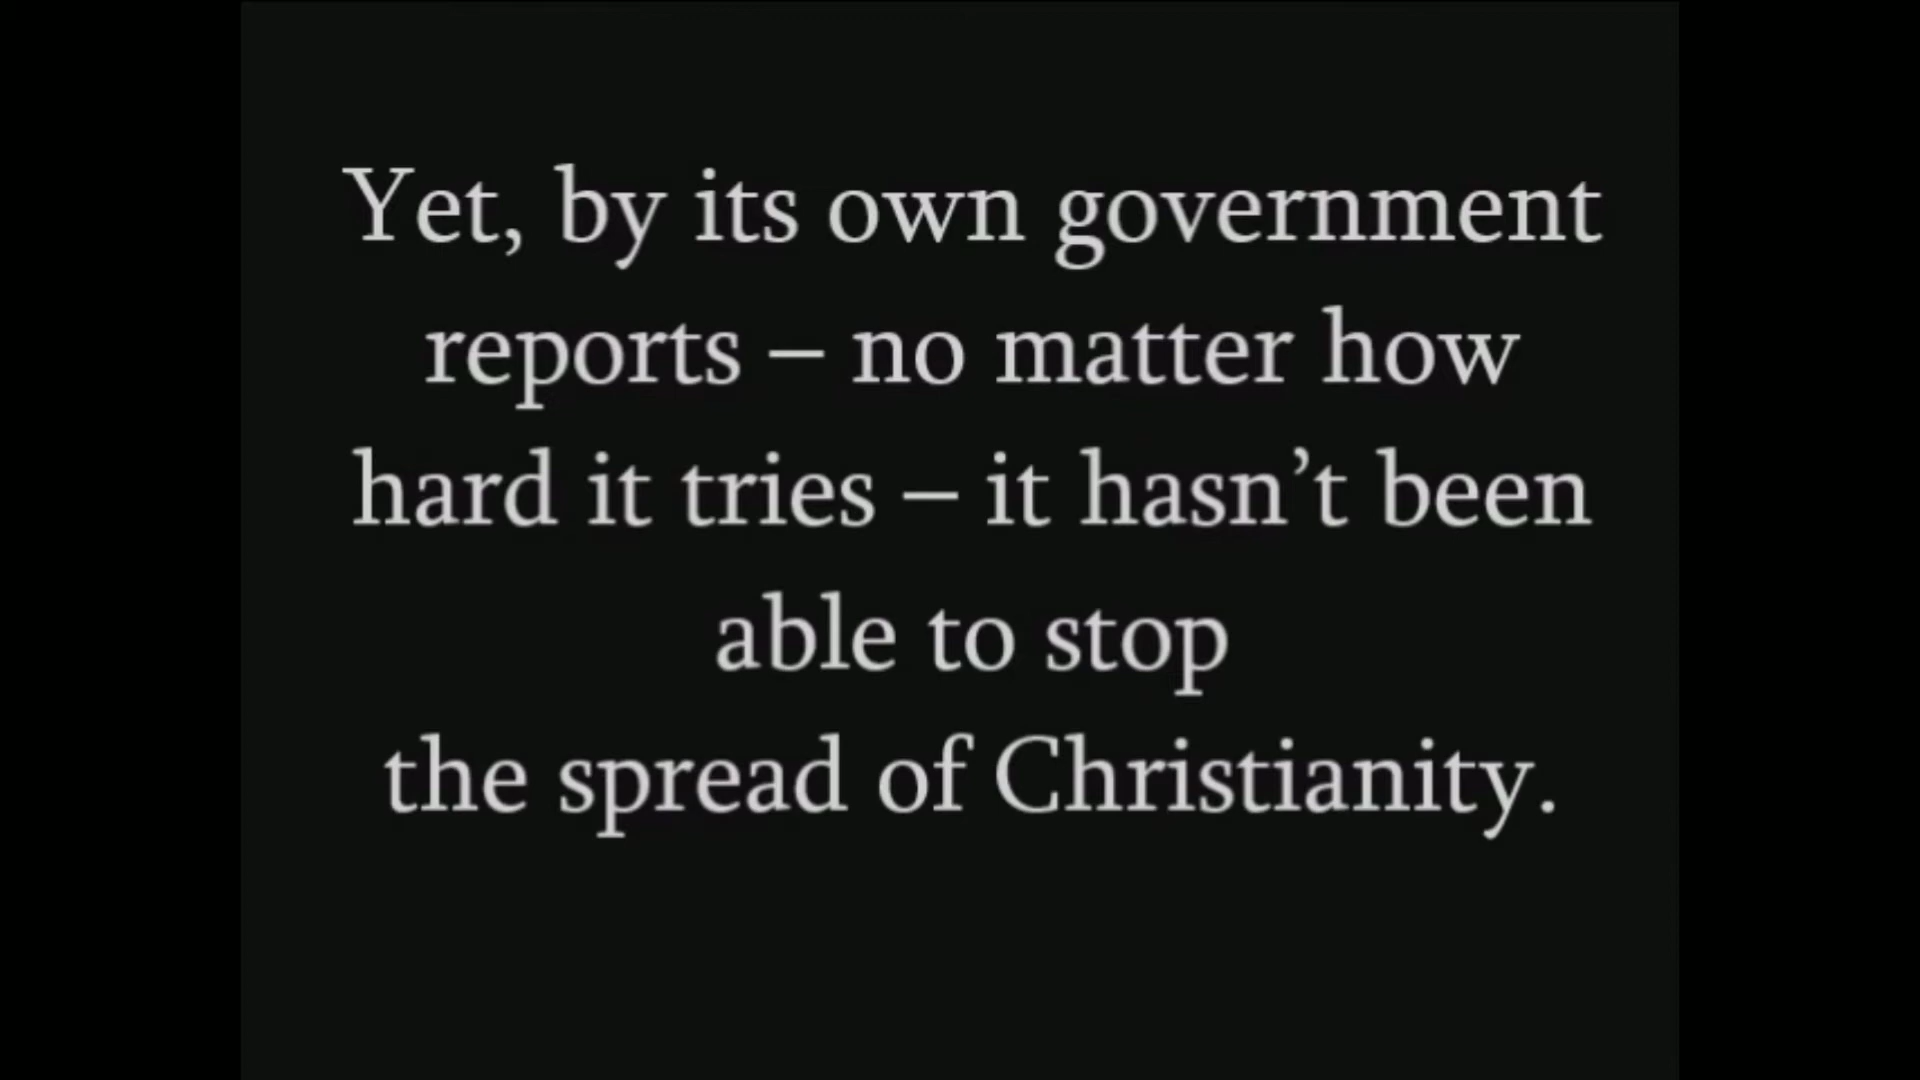 Yet, by its own government
reports – no matter how
hard it tries – it hasn’t been
able to stop
the spread of Christianity.